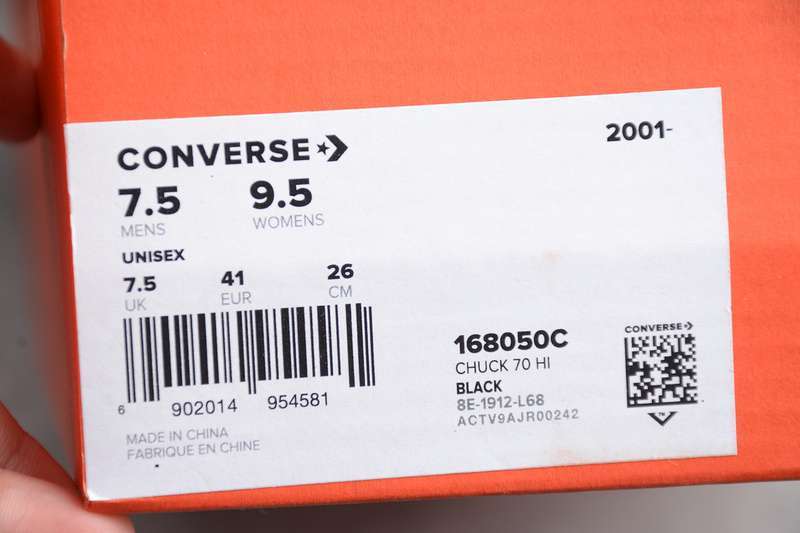 CONVERSE
2001-
7.5 9.5
MENS WOMENS
UNISEX
7.5 41 26
UK EUR CM
6 902014 954581
MADE IN CHINA
FABRIQUE EN CHINE
168050C
CHUCK 70 HI
BLACK
8E-1912-L68
ACTV9AJR00242
CONVERSE
TM